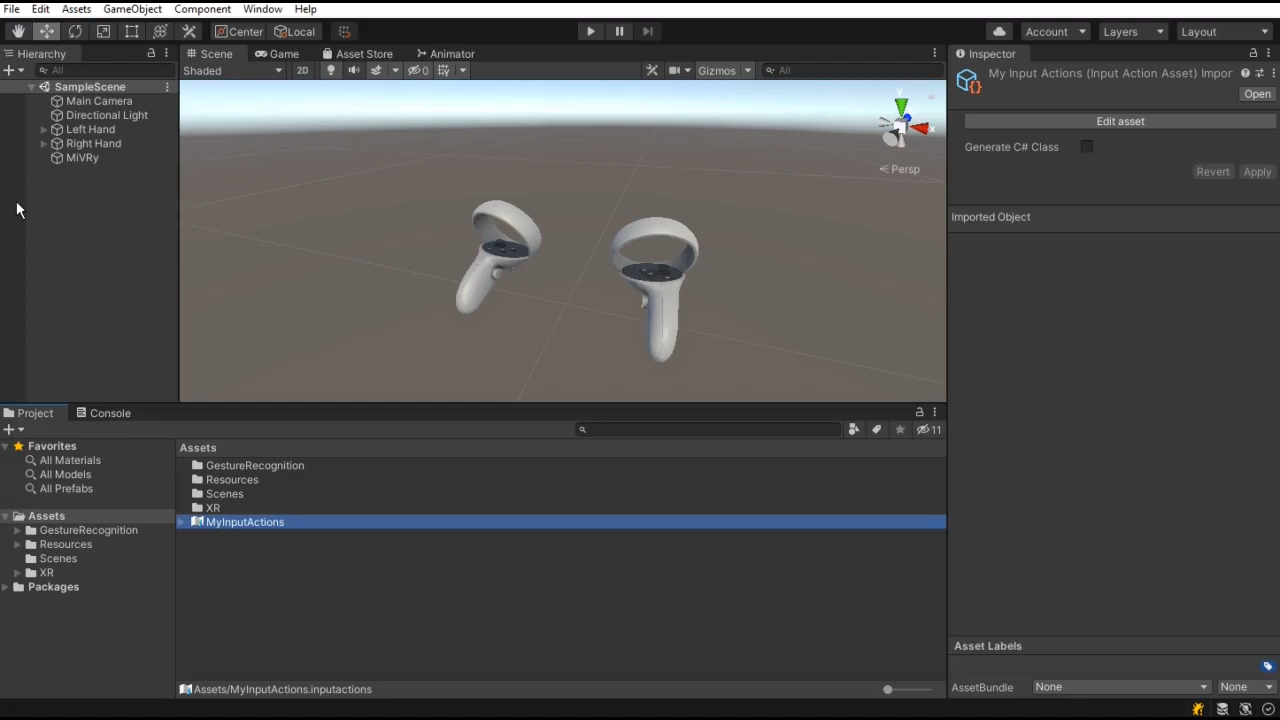 File Edit Assets GameObject Component Window Help
Center Local Account Layers Layout
Hierarchy Scene Game Asset Store Animator Inspector
All Shaded 2D 0 Gizmos All
My Input Actions (Input Action Asset) Impor
Open
SampleScene
Main Camera
Directional Light
Left Hand
Right Hand
MiVRy
y
x
Persp
Edit asset
Generate C# Class
Revert Apply
Imported Object
Project Console
11
Favorites
All Materials
All Models
All Prefabs
Assets
GestureRecognition
Resources
Scenes
XR
Packages
Assets
GestureRecognition
Resources
Scenes
XR
MyInputActions
Assets/MyInputActions.inputactions
Asset Labels
AssetBundle None None